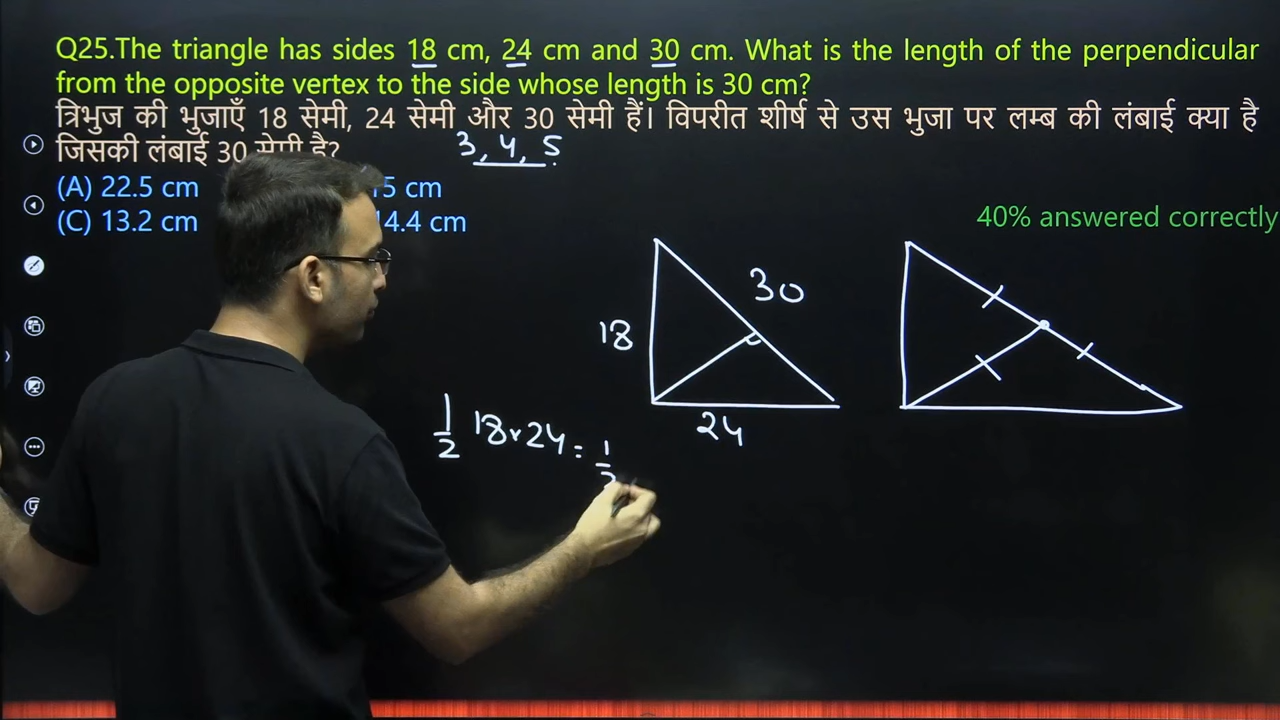 Q25.The triangle has sides 18 cm, 24 cm and 30 cm. What is the length of the perpendicular
from the opposite vertex to the side whose length is 30 cm?
त्रिभुज की भुजाएँ 18 सेमी, 24 सेमी और 30 सेमी हैं। विपरीत शीर्ष से उस भुजा पर लम्ब की लंबाई क्या है
जिसकी लंबाई 30 सेमी है?
3, 4, 5
(A) 22.5 cm 15 cm
(C) 13.2 cm 14.4 cm
40% answered correctly
30
18
24
1/2 18×24 = 1/2